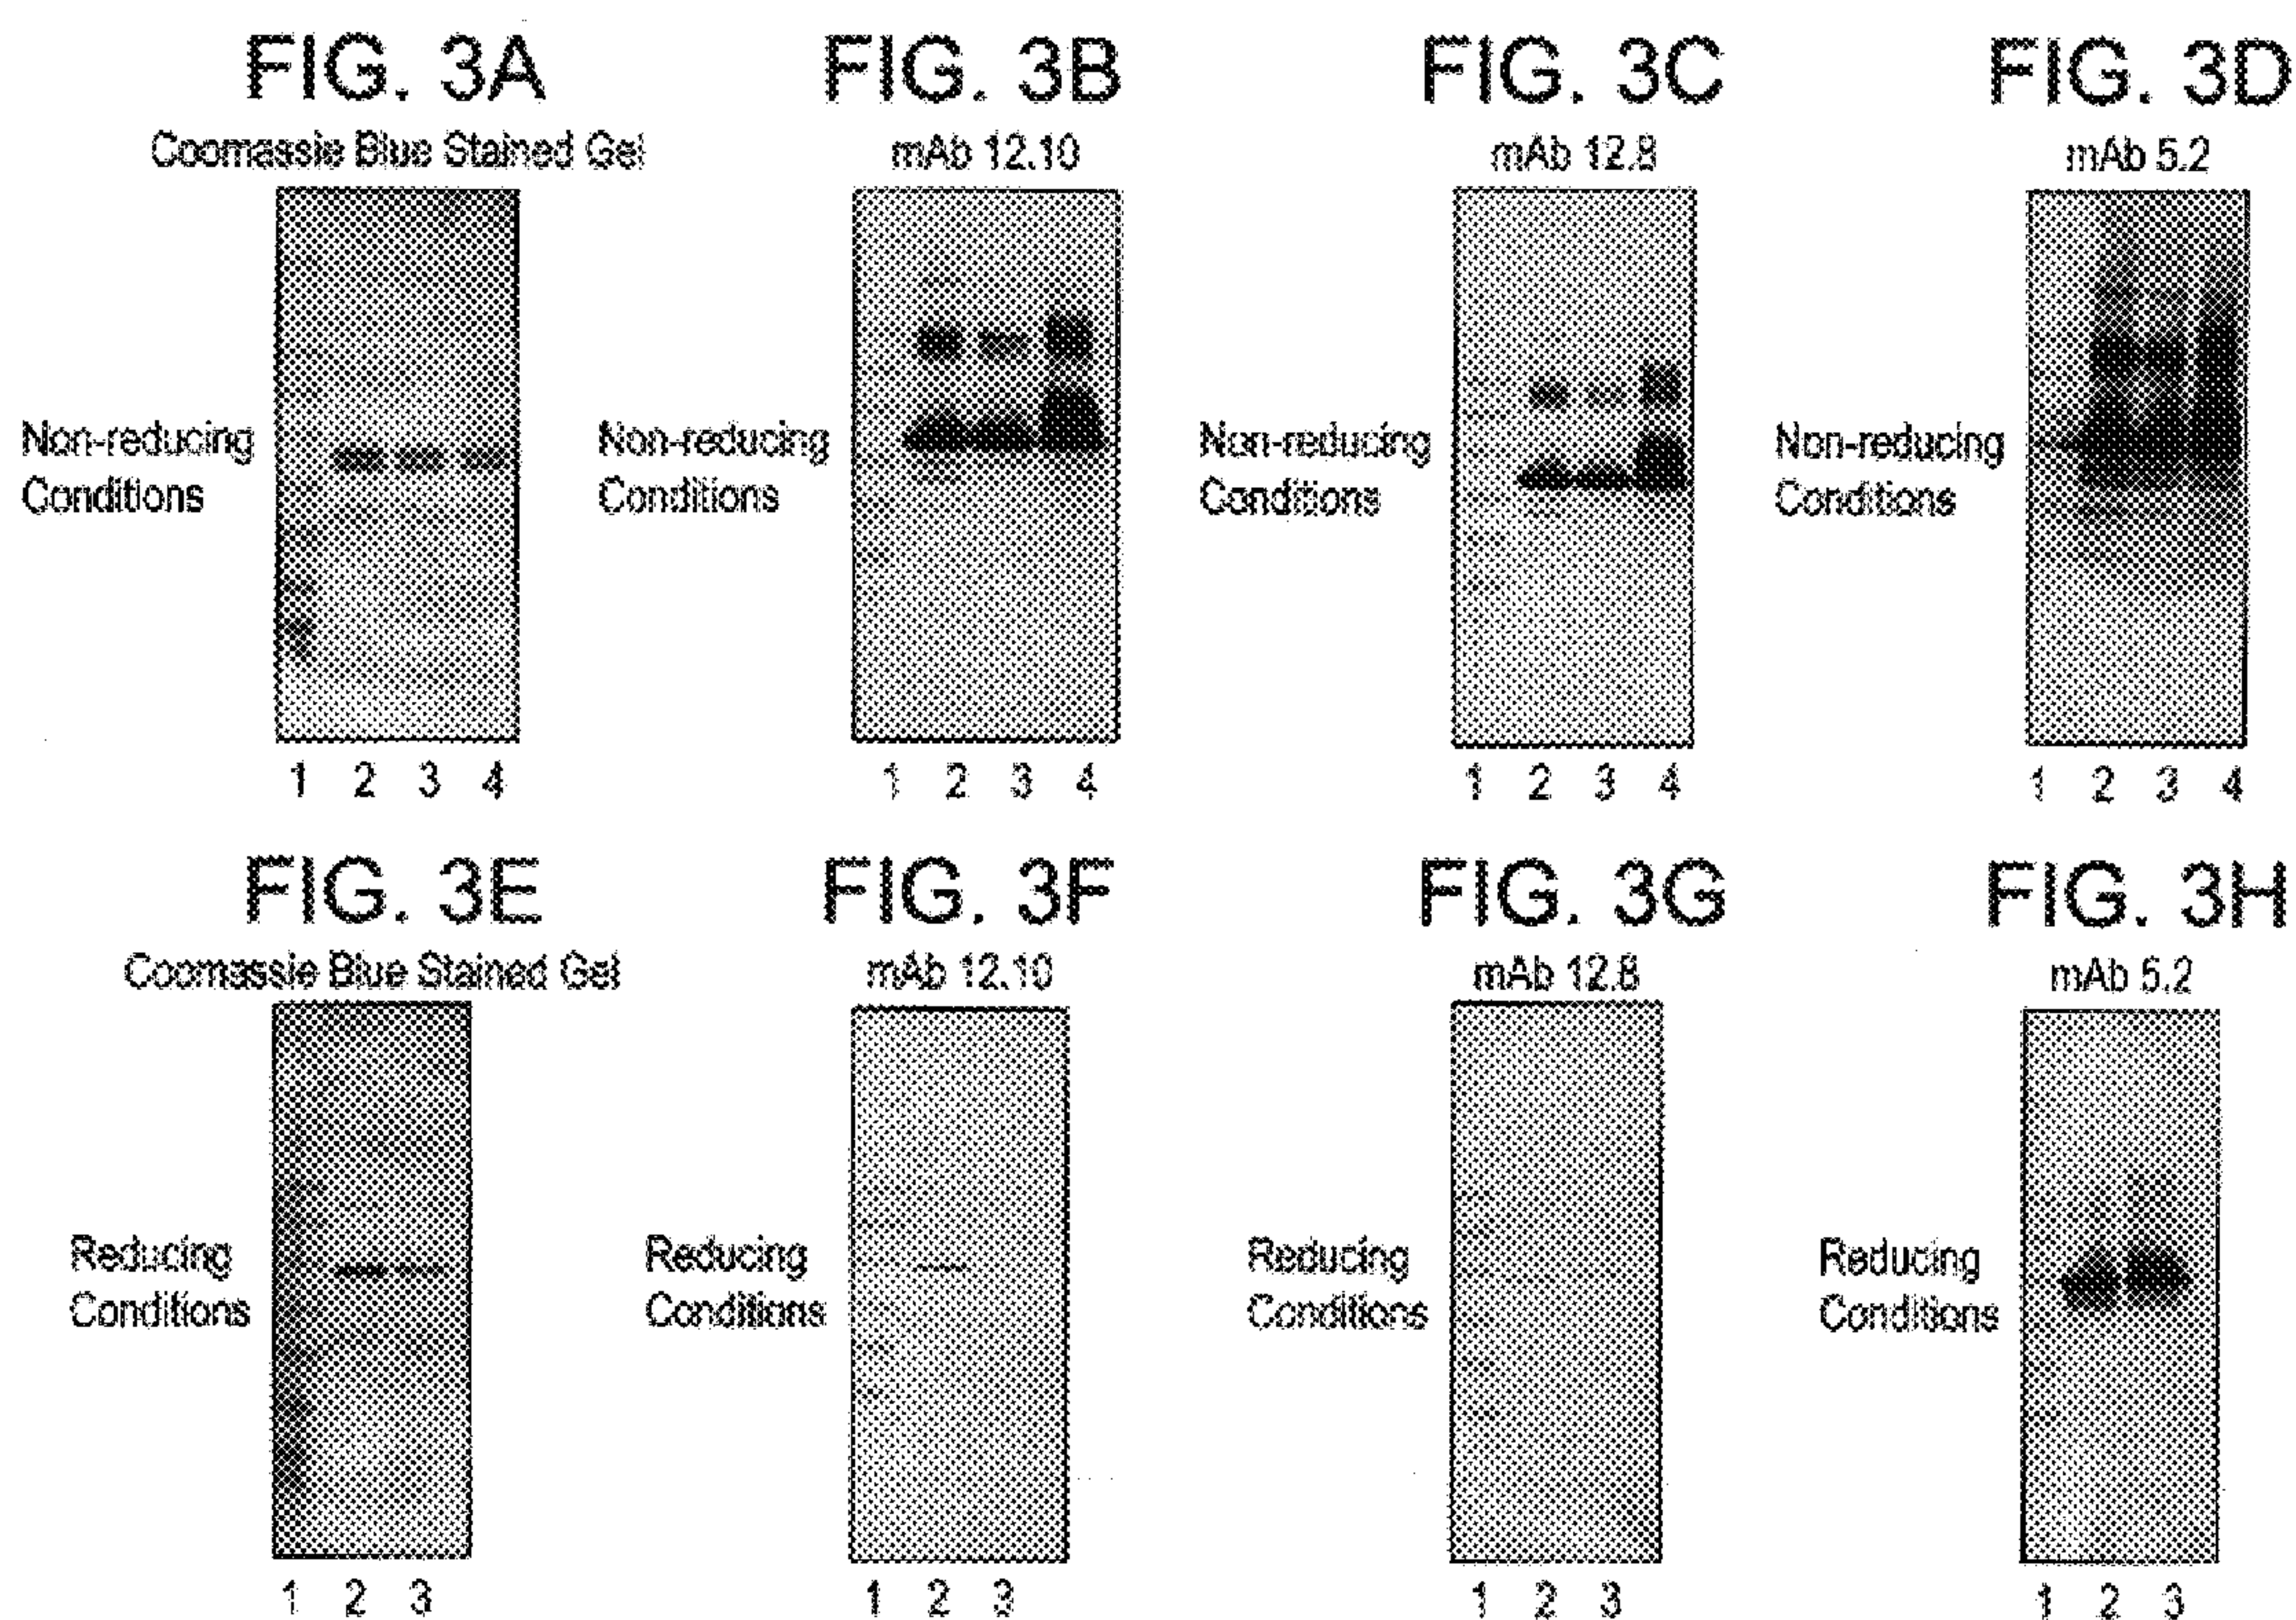 FIG. 3A
Coomassie Blue Stained Gel
Non-reducing
Conditions
1 2 3 4
FIG. 3B
mAb 12.10
Non-reducing
Conditions
1 2 3 4
FIG. 3C
mAb 12.8
Non-reducing
Conditions
1 2 3 4
FIG. 3D
mAb 5.2
Non-reducing
Conditions
1 2 3 4
FIG. 3E
Coomassie Blue Stained Gel
Reducing
Conditions
1 2 3
FIG. 3F
mAb 12.10
Reducing
Conditions
1 2 3
FIG. 3G
mAb 12.8
Reducing
Conditions
1 2 3
FIG. 3H
mAb 5.2
Reducing
Conditions
1 2 3